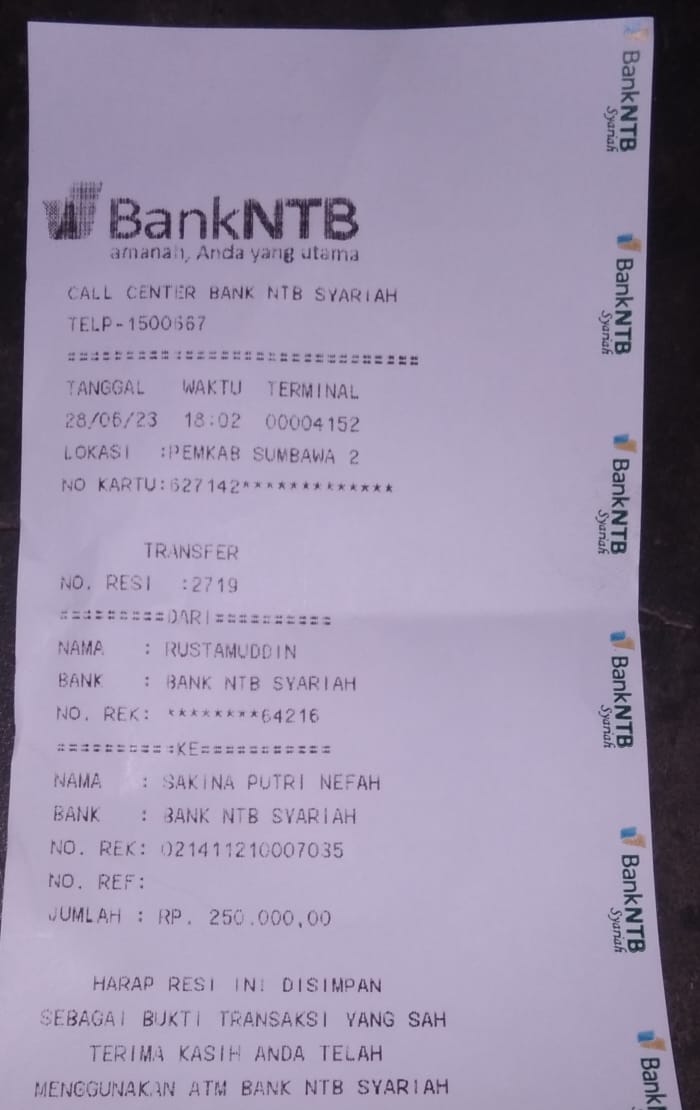 BankNTB
amanah, Anda yang utama
CALL CENTER BANK NTB SYARIAH
TELP-1500667
==============================
TANGGAL WAKTU TERMINAL
28/06/23 18:02 00004152
LOKASI :PEMKAB SUMBAWA 2
NO KARTU:627142*************
TRANSFER
NO. RESI :2719
=========DARI==========
NAMA : RUSTAMUDDIN
BANK : BANK NTB SYARIAH
NO. REK: ********64216
==========KE===========
NAMA : SAKINA PUTRI NEFAH
BANK : BANK NTB SYARIAH
NO. REK: 021411210007035
NO. REF:
JUMLAH : RP. 250.000,00
HARAP RESI INI DISIMPAN
SEBAGAI BUKTI TRANSAKSI YANG SAH
TERIMA KASIH ANDA TELAH
MENGGUNAKAN ATM BANK NTB SYARIAH
BankNTB
Syariah
BankNTB
Syariah
BankNTB
Syariah
BankNTB
Syariah
BankNTB
Syariah
Bank